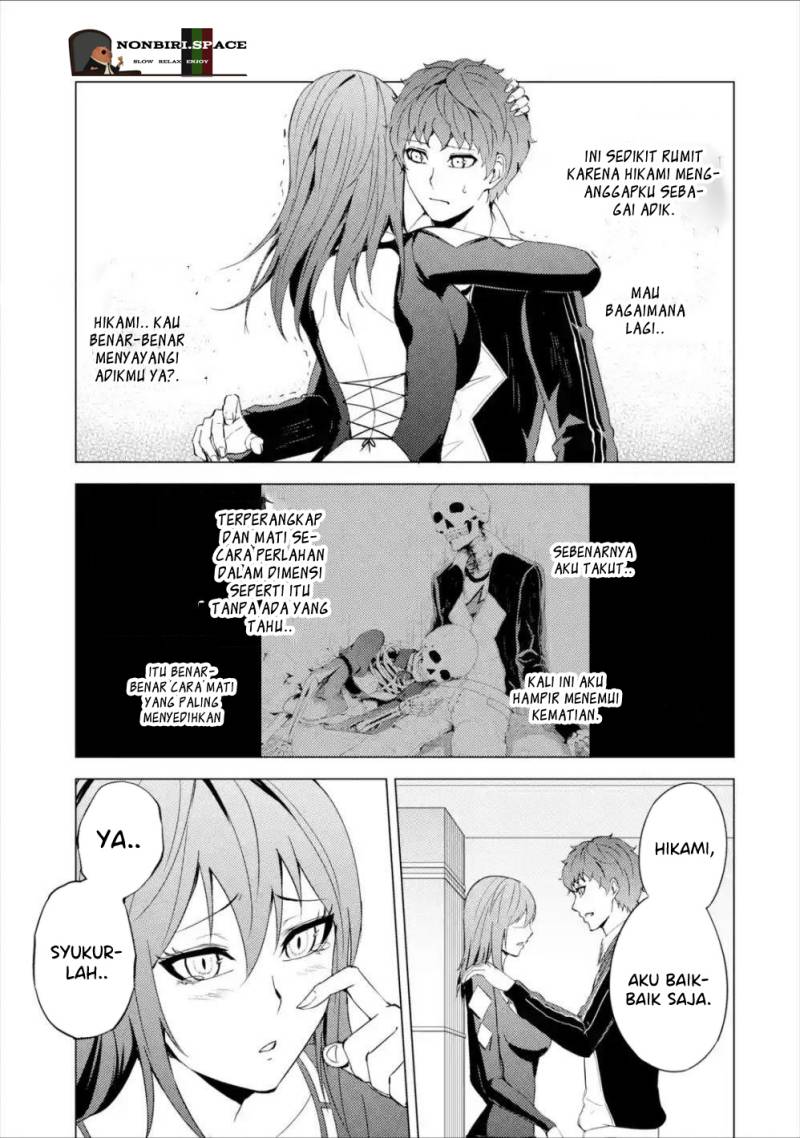 NONBIRI.SPACE
SLOW RELAX ENJOY
INI SEDIKIT RUMIT
KARENA HIKAMI MENG-
ANGGAPKU SEBA-
GAI ADIK.
MAU
BAGAIMANA
LAGI..
HIKAMI.. KAU
BENAR-BENAR
MENYAYANGI
ADIKMU YA?.
SEBENARNYA
AKU TAKUT..
KALI INI AKU
HAMPIR MENEMUI
KEMATIAN.
TERPERANGKAP
DAN MATI SE-
CARA PERLAHAN
DALAM DIMENSI
SEPERTI ITU
TANPA ADA YANG
TAHU..
ITU BENAR-
BENAR CARA MATI
YANG PALING
MENYEDIHKAN
HIKAMI,
AKU BAIK-
BAIK SAJA.
YA..
SYUKUR-
LAH..